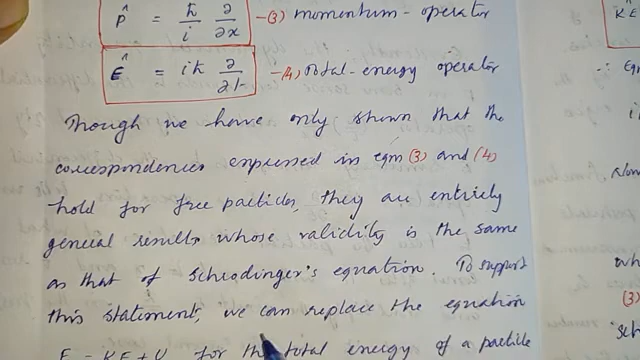 p̂ = ħ/i ∂/∂x -(3) momentum - operator
Ê = iħ ∂/∂t -(4) Total-energy operator
Though we have only shown that the
correspondences expressed in eqn (3) and (4)
hold for free particles, they are entirely
general results whose validity is the same
as that of Schrodinger's equation. To support
this statement, we can replace the equation
E = KE + U for the total energy of a particle
KE